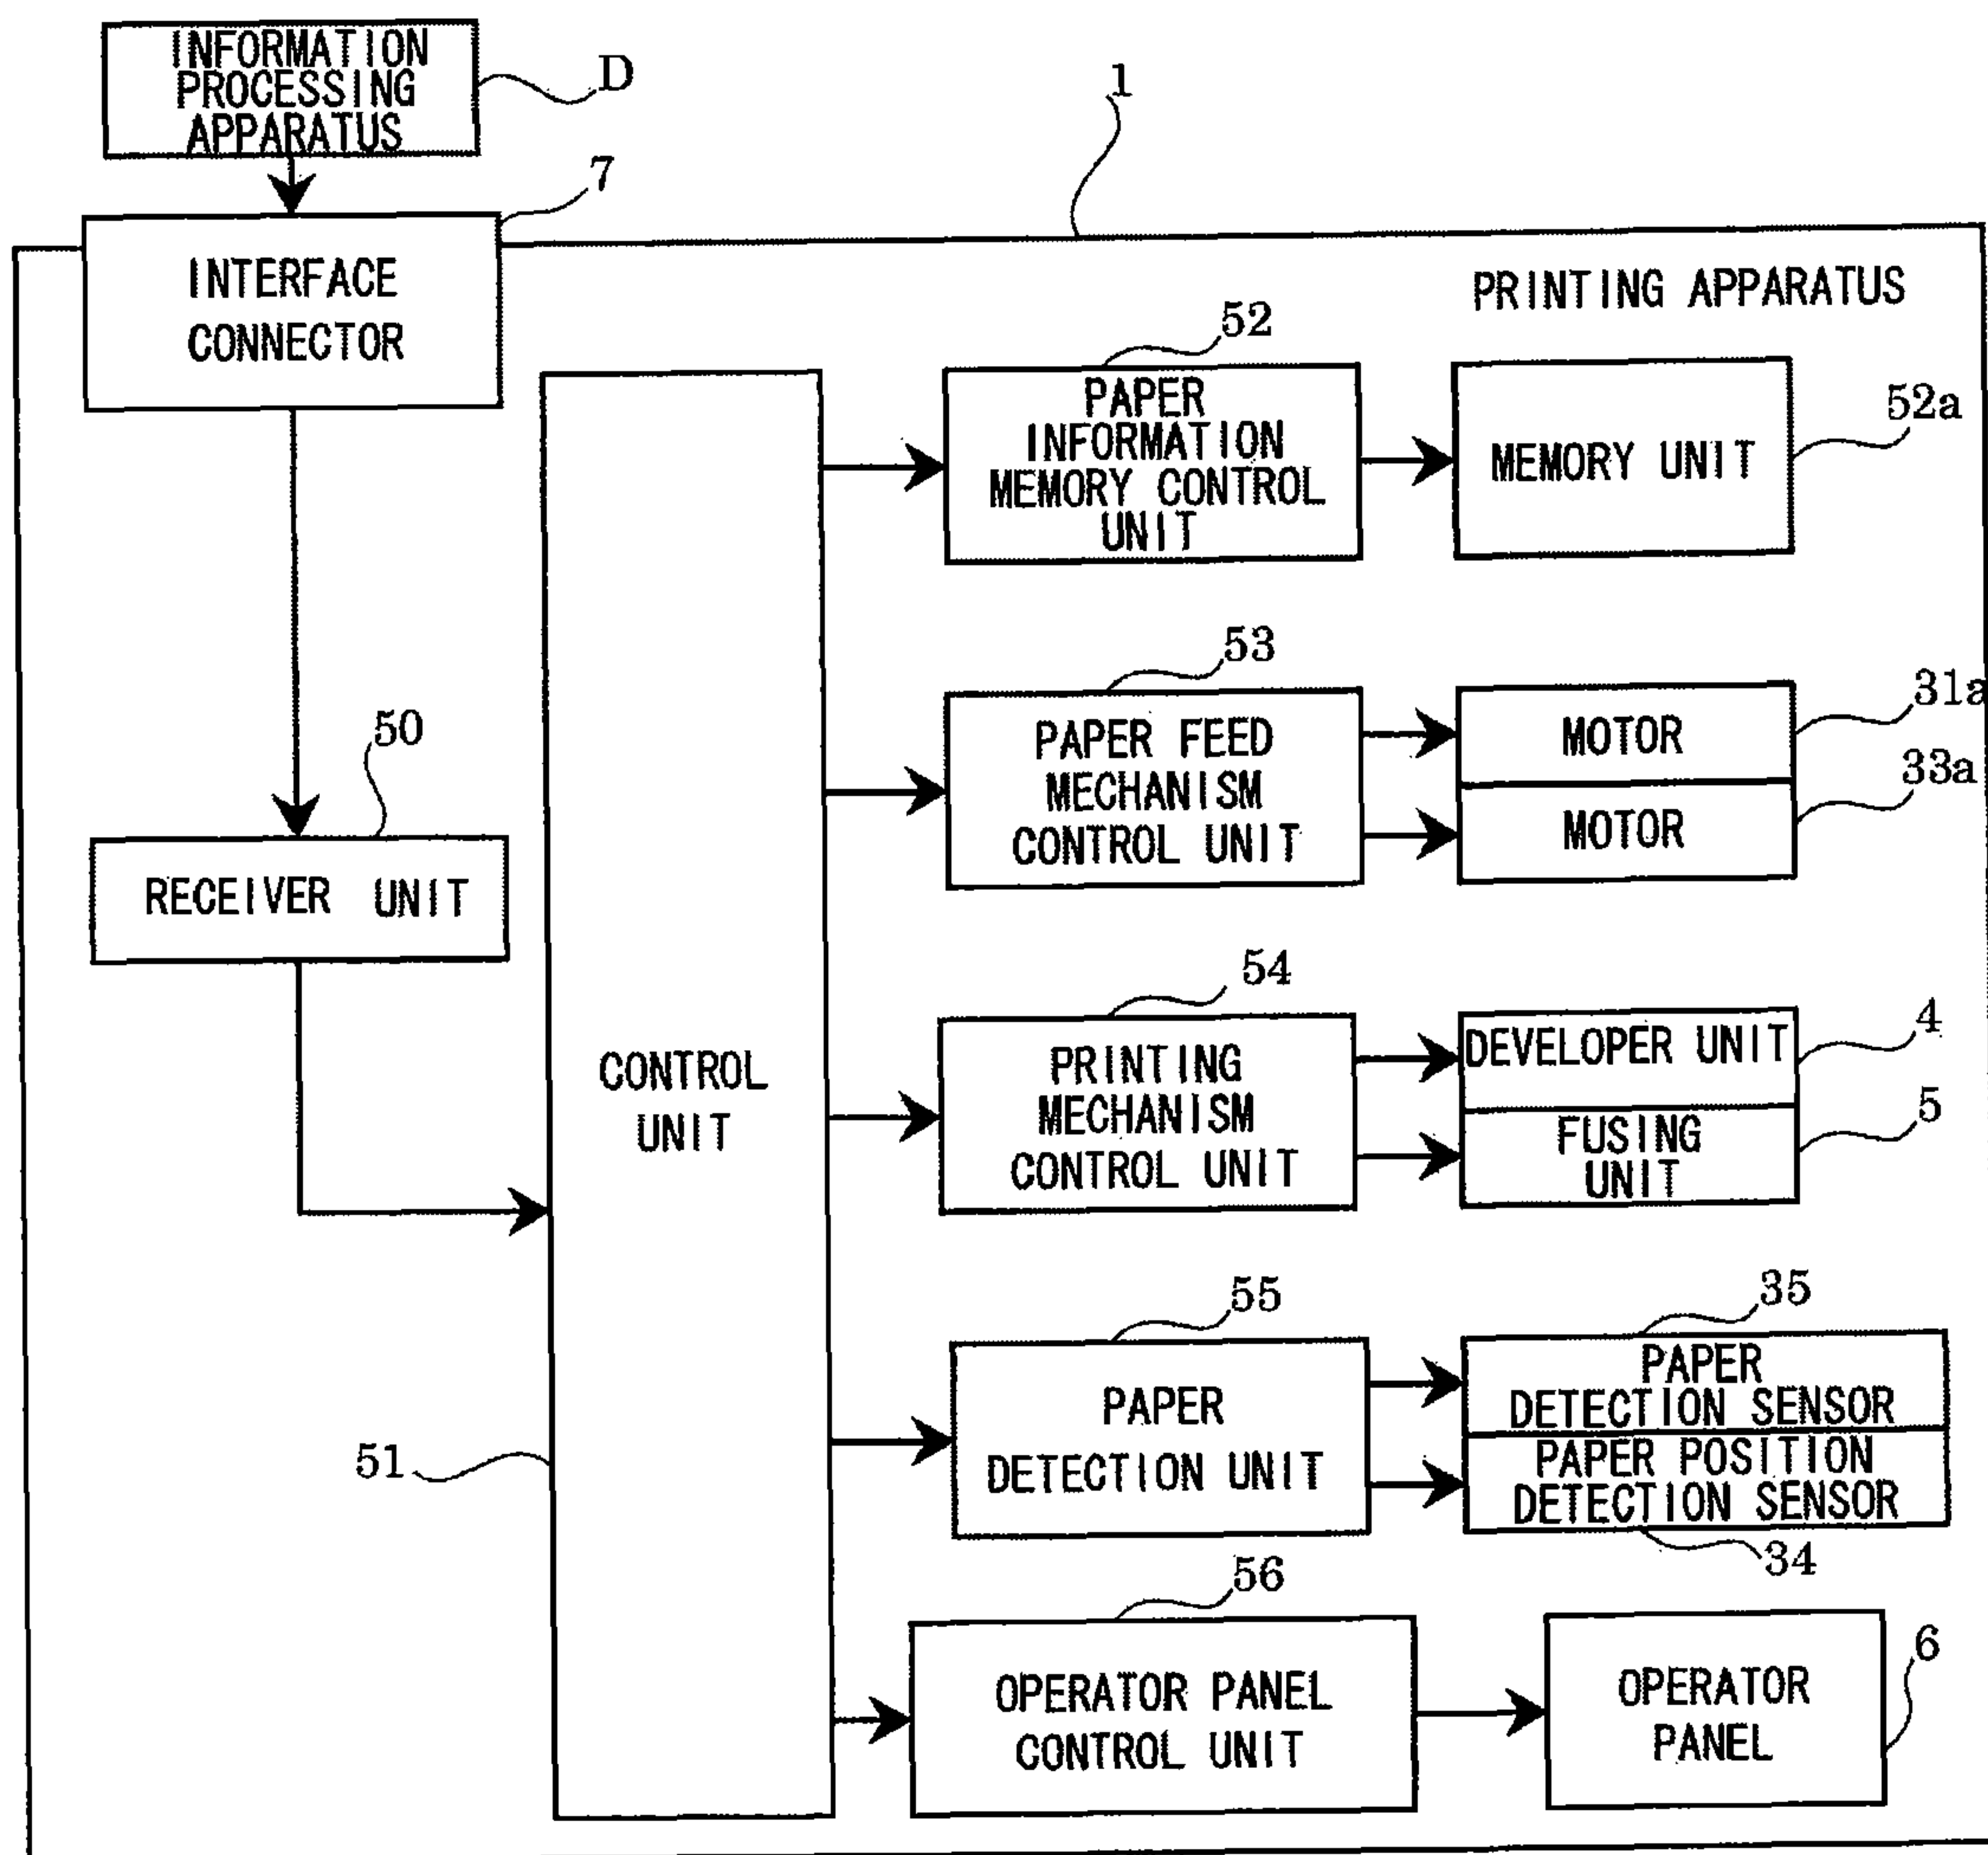 INFORMATION
PROCESSING
APPARATUS
D
1
7
INTERFACE
CONNECTOR
PRINTING APPARATUS
52
PAPER
INFORMATION
MEMORY CONTROL
UNIT
MEMORY UNIT
52a
53
PAPER FEED
MECHANISM
CONTROL UNIT
MOTOR
31a
MOTOR
33a
50
RECEIVER UNIT
CONTROL
UNIT
51
54
PRINTING
MECHANISM
CONTROL UNIT
DEVELOPER UNIT
4
FUSING
UNIT
5
55
PAPER
DETECTION UNIT
35
PAPER
DETECTION SENSOR
PAPER POSITION
DETECTION SENSOR
34
56
OPERATOR PANEL
CONTROL UNIT
OPERATOR
PANEL
6